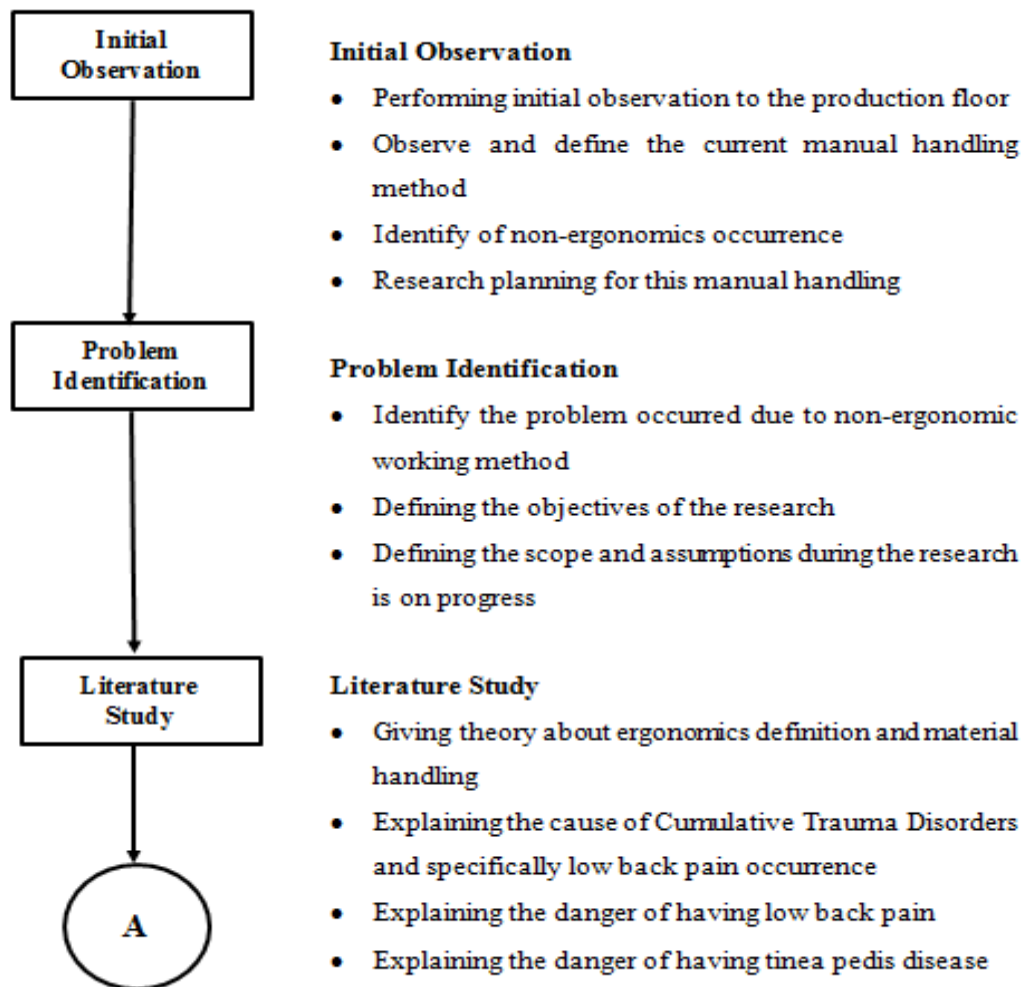 Initial
Observation
Initial Observation
• Performing initial observation to the production floor
• Observe and define the current manual handling
method
• Identify of non-ergonomics occurrence
• Research planning for this manual handling
Problem
Identification
Problem Identification
• Identify the problem occurred due to non-ergonomic
working method
• Defining the objectives of the research
• Defining the scope and assumptions during the research
is on progress
Literature
Study
Literature Study
• Giving theory about ergonomics definition and material
handling
• Explaining the cause of Cumulative Trauma Disorders
and specifically low back pain occurrence
• Explaining the danger of having low back pain
• Explaining the danger of having tinea pedis disease
A